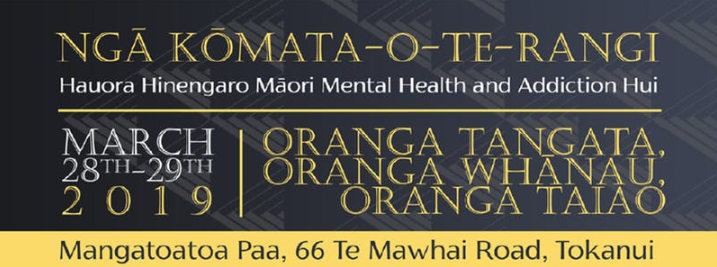 NGĀ KŌMATA-O-TE-RANGI
Hauora Hinengaro Māori Mental Health and Addiction Hui
MARCH
28TH-29TH
2019
ORANGA TANGATA,
ORANGA WHĀNAU,
ORANGA TAIAO
Mangatoatoa Paa, 66 Te Mawhai Road, Tokanui